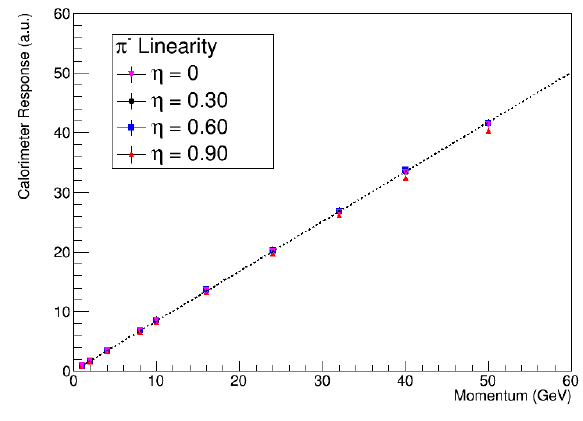 Calorimeter Response (a.u.)
60
50
40
30
20
10
0
π⁻ Linearity
η = 0
η = 0.30
η = 0.60
η = 0.90
0 10 20 30 40 50 60
Momentum (GeV)